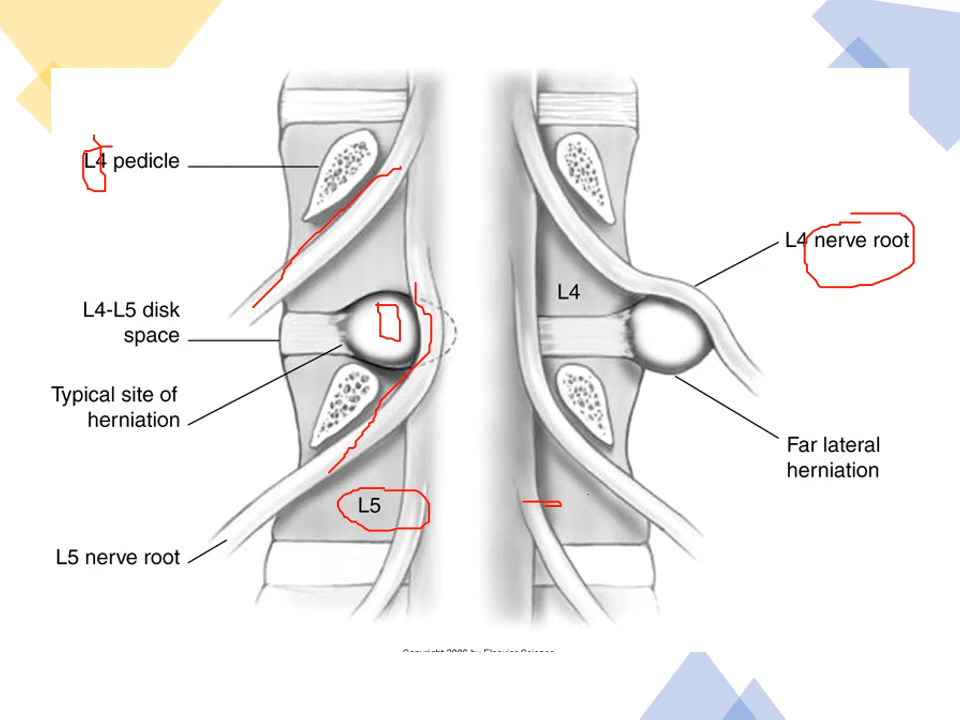 L4 pedicle
L4 nerve root
L4
L4-L5 disk
space
Typical site of
herniation
Far lateral
herniation
L5
L5 nerve root